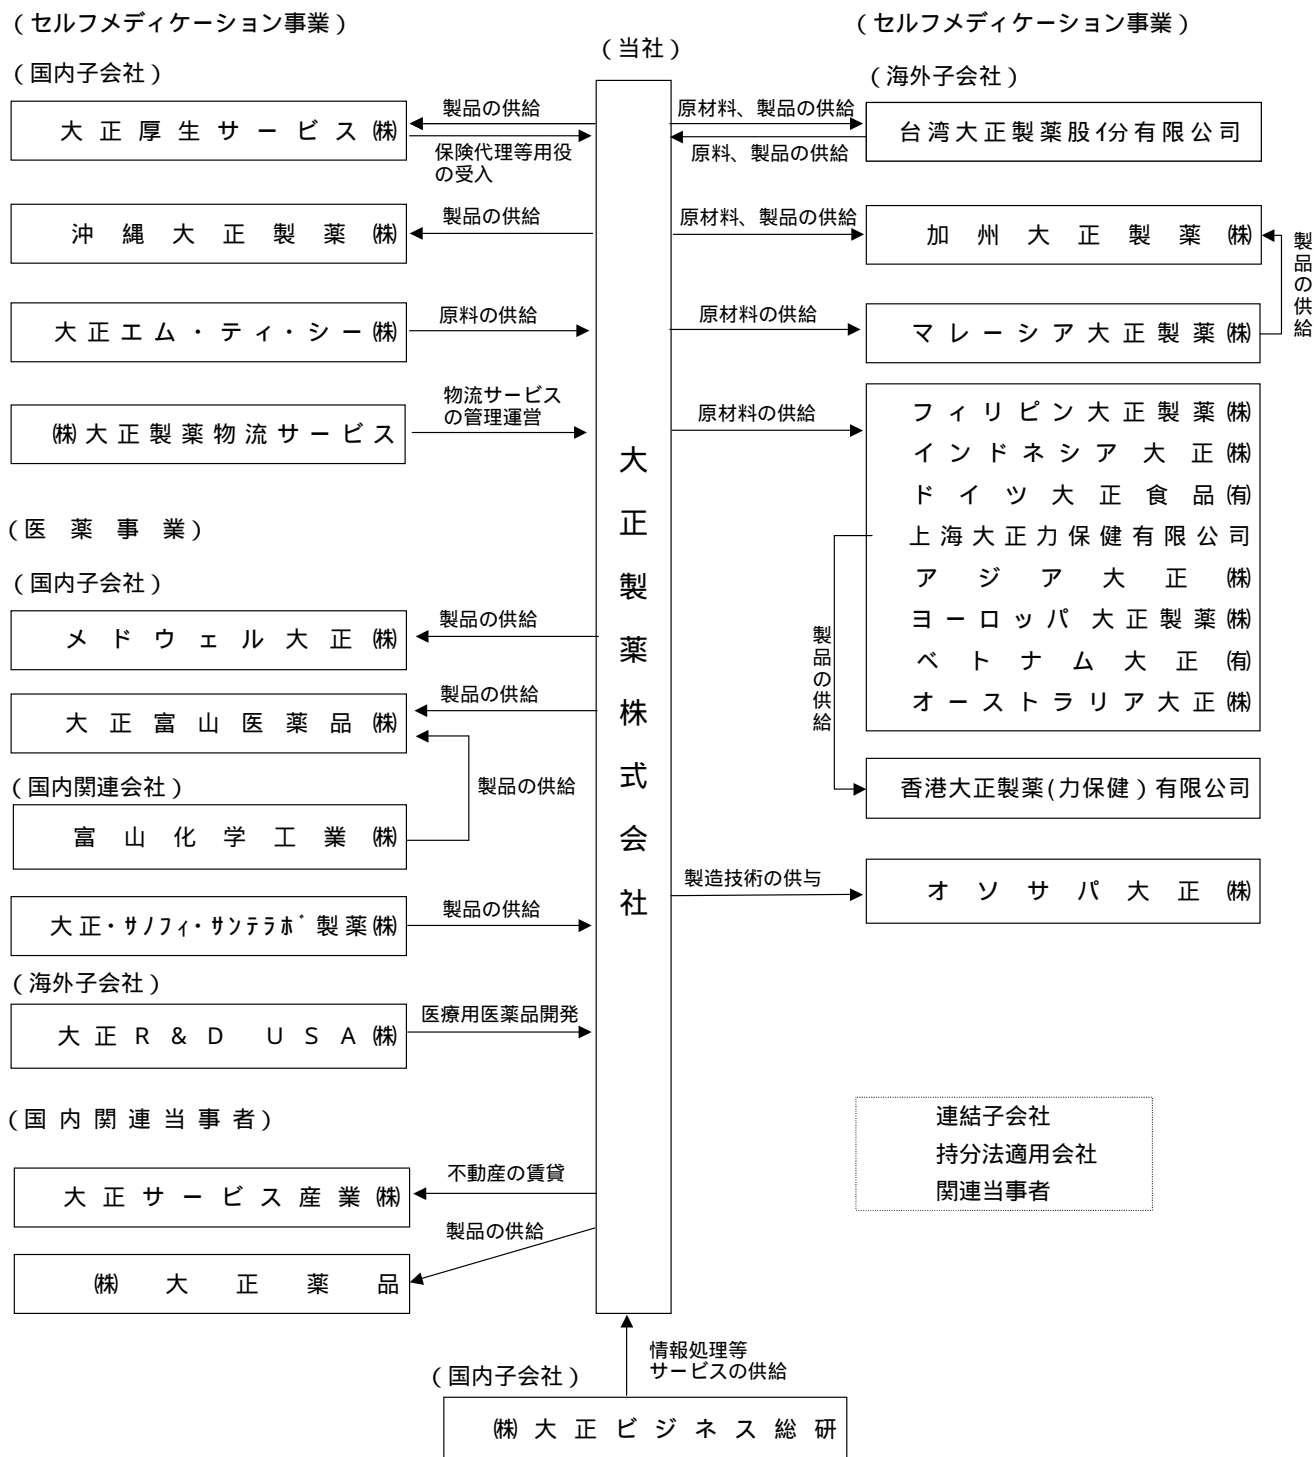 (セルフメディケーション事業)
(国内子会社)
大正厚生サービス㈱
製品の供給
保険代理等用役
の受入
沖縄大正製薬㈱
製品の供給
大正エム・ティ・シー㈱
原料の供給
㈱大正製薬物流サービス
物流サービス
の管理運営
(医薬事業)
(国内子会社)
メドウェル大正㈱
製品の供給
大正富山医薬品㈱
製品の供給
(国内関連会社)
製品の供給
富山化学工業㈱
大正・ｻﾉﾌｨ・ｻﾝﾃﾗﾎﾞ製薬㈱
製品の供給
(海外子会社)
大正R&D USA㈱
医療用医薬品開発
(国内関連当事者)
大正サービス産業㈱
不動産の賃貸
製品の供給
㈱大正薬品
(当社)
大正製薬株式会社
(セルフメディケーション事業)
(海外子会社)
原材料、製品の供給
原料、製品の供給
台湾大正製薬股份有限公司
原材料、製品の供給
加州大正製薬㈱
製品の供給
原材料の供給
マレーシア大正製薬㈱
原材料の供給
フィリピン大正製薬㈱
インドネシア大正㈱
ドイツ大正食品㈲
上海大正力保健有限公司
アジア大正㈱
ヨーロッパ大正製薬㈱
ベトナム大正㈲
オーストラリア大正㈱
製品の供給
香港大正製薬(力保健)有限公司
製造技術の供与
オソサパ大正㈱
連結子会社
持分法適用会社
関連当事者
情報処理等
サービスの供給
(国内子会社)
㈱大正ビジネス総研